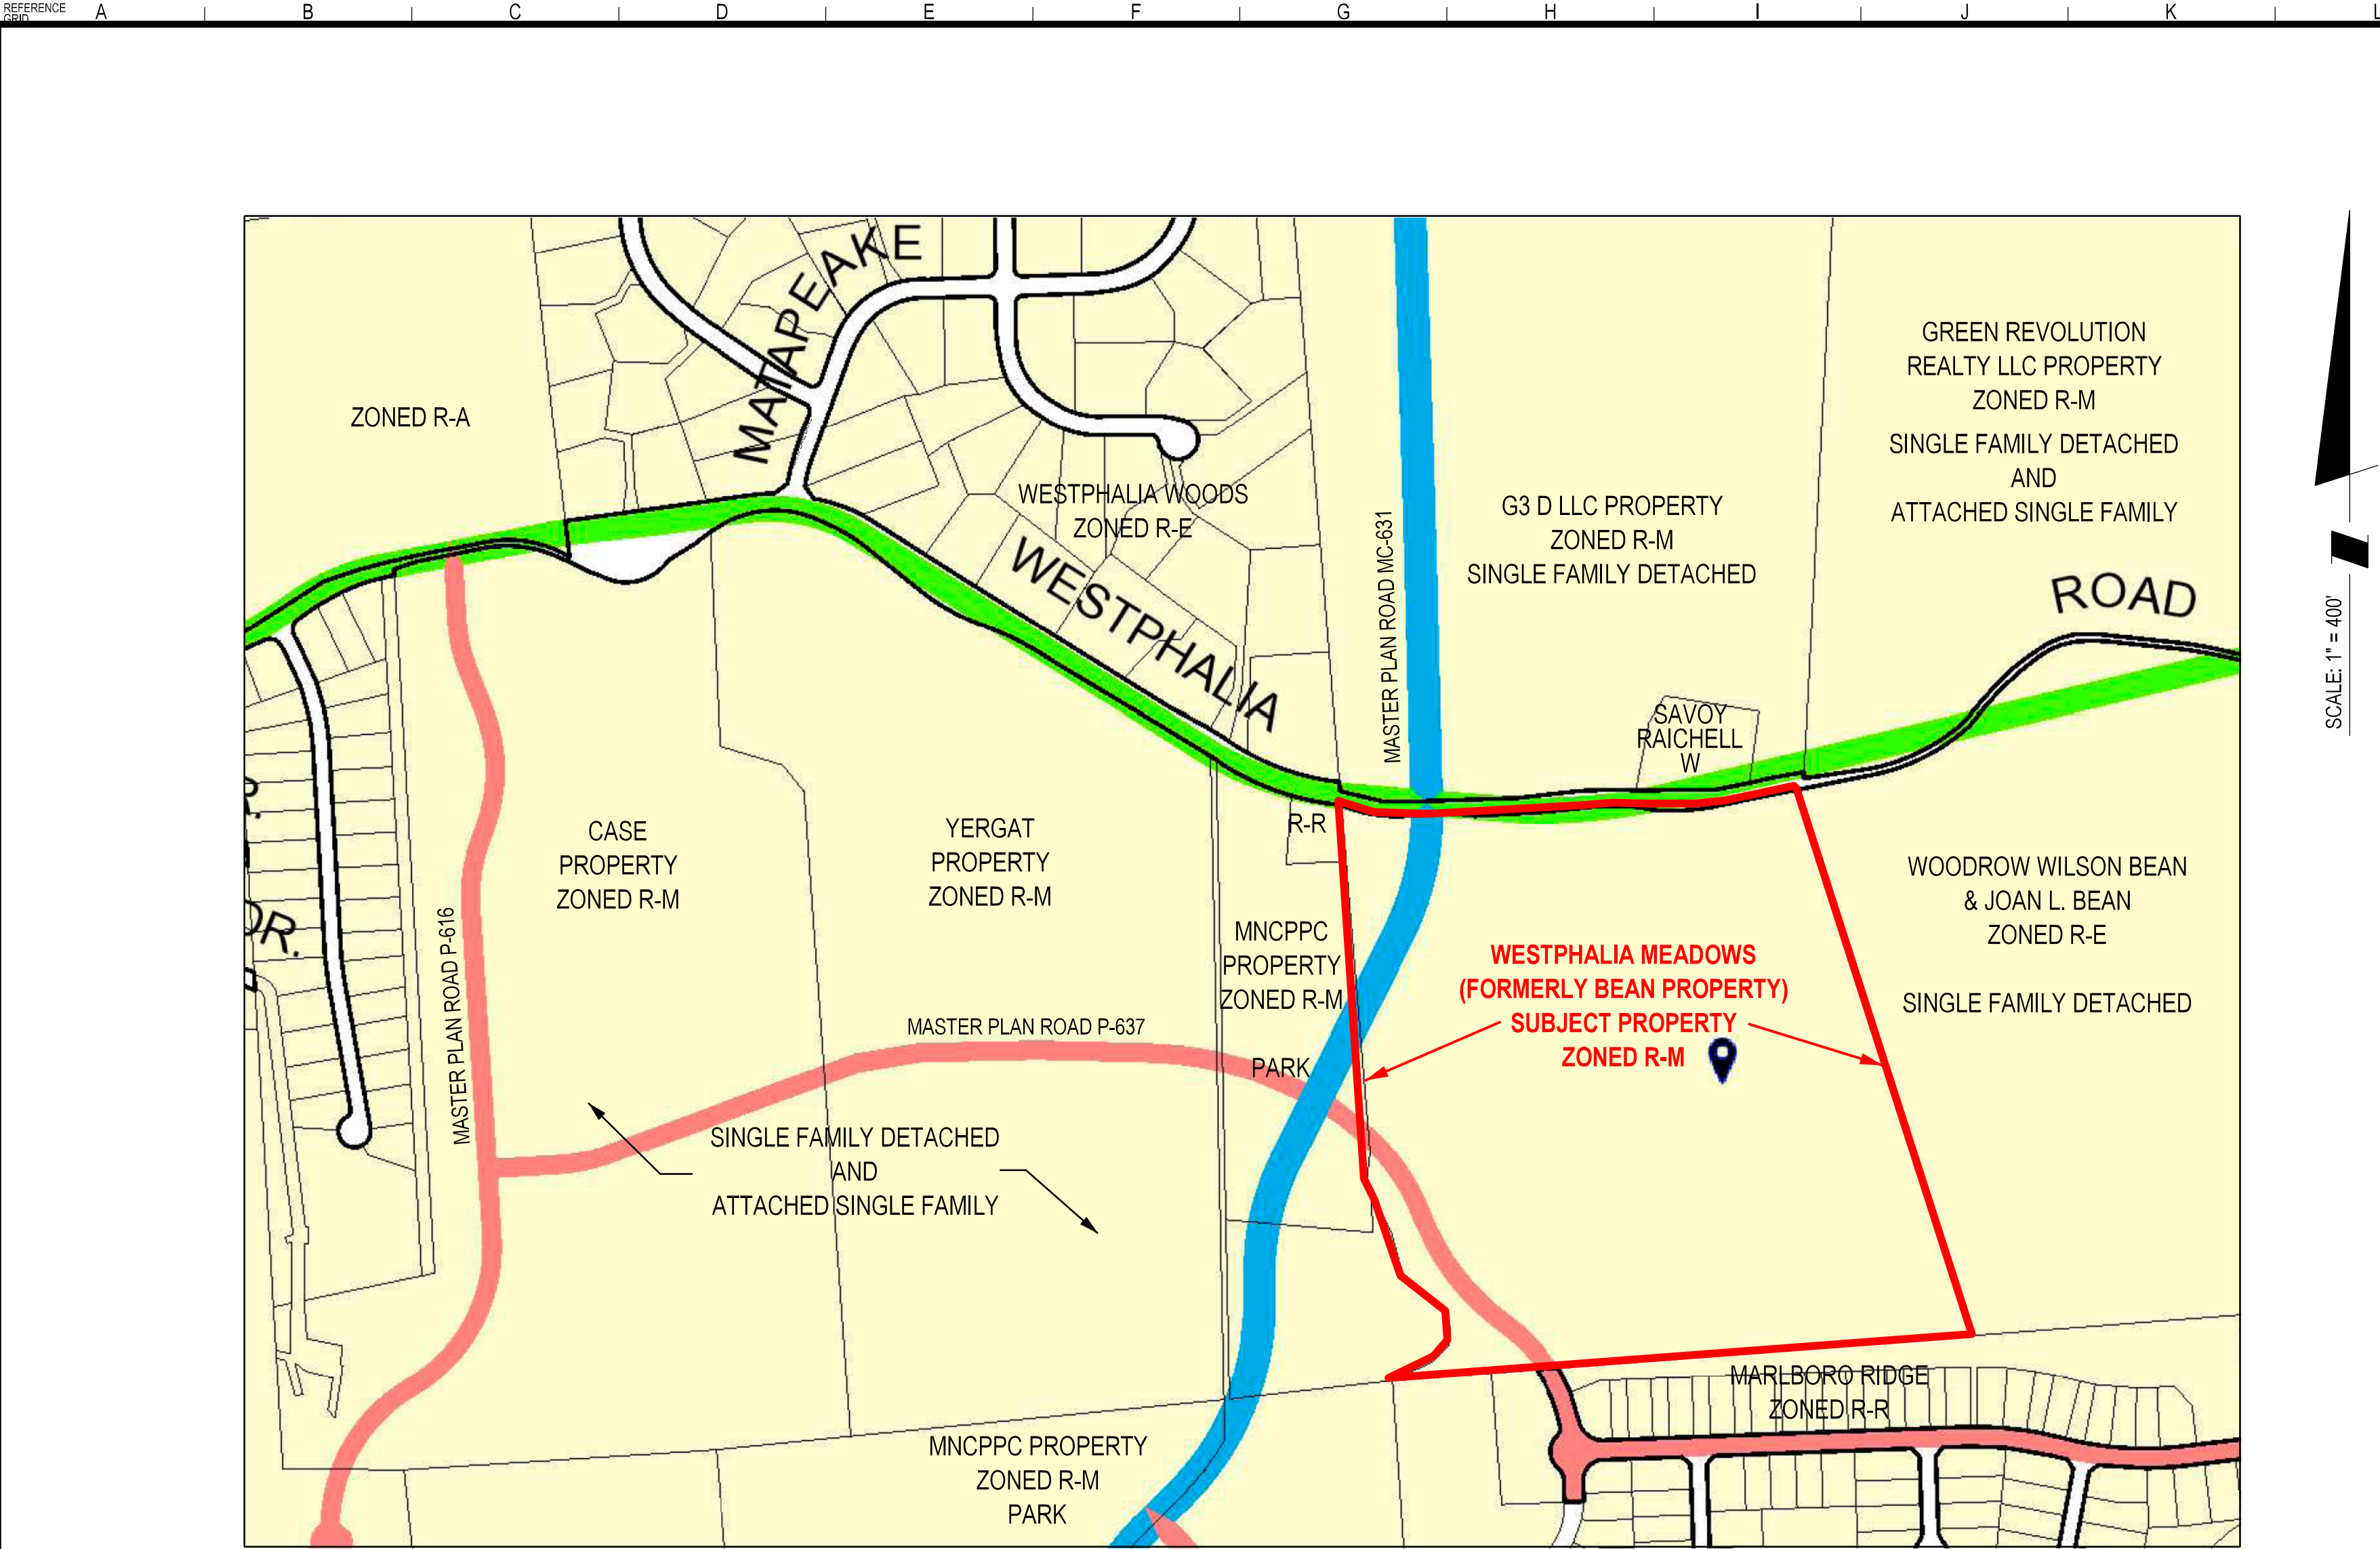 REFERENCE
GRID
A B C D E F G H I J K L
MATAPEAKE
ZONED R-A
WESTPHALIA WOODS
ZONED R-E
WESTPHALIA
MASTER PLAN ROAD MC-631
G3 D LLC PROPERTY
ZONED R-M
SINGLE FAMILY DETACHED
GREEN REVOLUTION
REALTY LLC PROPERTY
ZONED R-M
SINGLE FAMILY DETACHED
AND
ATTACHED SINGLE FAMILY
ROAD
SCALE: 1" = 400'
SAVOY
RAICHELL
W
R.
DR.
MASTER PLAN ROAD P-616
CASE
PROPERTY
ZONED R-M
YERGAT
PROPERTY
ZONED R-M
R-R
MNCPPC
PROPERTY
ZONED R-M
PARK
WESTPHALIA MEADOWS
(FORMERLY BEAN PROPERTY)
SUBJECT PROPERTY
ZONED R-M
WOODROW WILSON BEAN
& JOAN L. BEAN
ZONED R-E
SINGLE FAMILY DETACHED
MASTER PLAN ROAD P-637
SINGLE FAMILY DETACHED
AND
ATTACHED SINGLE FAMILY
MARLBORO RIDGE
ZONED R-R
MNCPPC PROPERTY
ZONED R-M
PARK